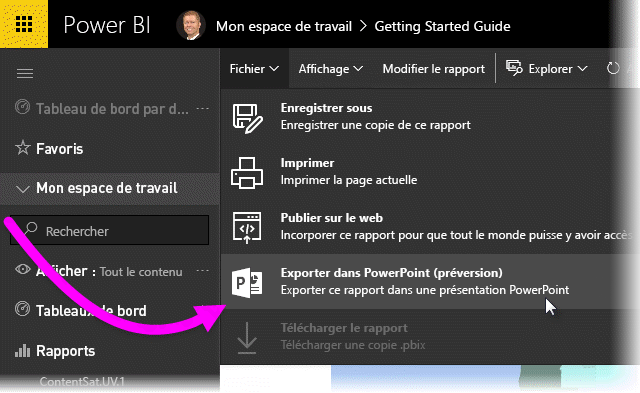 Power BI
Mon espace de travail > Getting Started Guide
Fichier
Affichage
Modifier le rapport
Explorer
Tableau de bord par d... ...
Favoris
Mon espace de travail
Rechercher
Afficher : Tout le contenu ...
Tableaux de bord
Rapports
ContentSat.UV.1
Enregistrer sous
Enregistrer une copie de ce rapport
Imprimer
Imprimer la page actuelle
Publier sur le web
Incorporer ce rapport pour que tout le monde puisse y avoir accès
Exporter dans PowerPoint (préversion)
Exporter ce rapport dans une présentation PowerPoint
Télécharger le rapport
Télécharger une copie .pbix